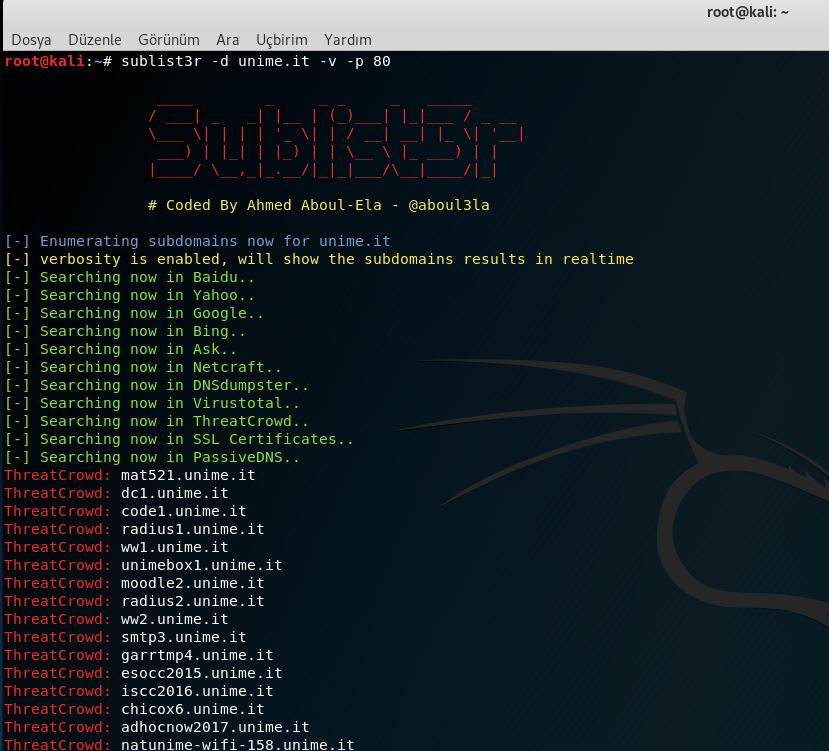 root@kali: ~
Dosya Düzenle Görünüm Ara Uçbirim Yardım
root@kali:~# sublist3r -d unime.it -v -p 80
Sublist3r
# Coded By Ahmed Aboul-Ela - @aboul3la
[-] Enumerating subdomains now for unime.it
[-] verbosity is enabled, will show the subdomains results in realtime
[-] Searching now in Baidu..
[-] Searching now in Yahoo..
[-] Searching now in Google..
[-] Searching now in Bing..
[-] Searching now in Ask..
[-] Searching now in Netcraft..
[-] Searching now in DNSdumpster..
[-] Searching now in Virustotal..
[-] Searching now in ThreatCrowd..
[-] Searching now in SSL Certificates..
[-] Searching now in PassiveDNS..
ThreatCrowd: mat521.unime.it
ThreatCrowd: dc1.unime.it
ThreatCrowd: code1.unime.it
ThreatCrowd: radius1.unime.it
ThreatCrowd: ww1.unime.it
ThreatCrowd: unimebox1.unime.it
ThreatCrowd: moodle2.unime.it
ThreatCrowd: radius2.unime.it
ThreatCrowd: ww2.unime.it
ThreatCrowd: smtp3.unime.it
ThreatCrowd: garrtmp4.unime.it
ThreatCrowd: esocc2015.unime.it
ThreatCrowd: iscc2016.unime.it
ThreatCrowd: chicox6.unime.it
ThreatCrowd: adhocnow2017.unime.it
ThreatCrowd: natunime-wifi-158.unime.it